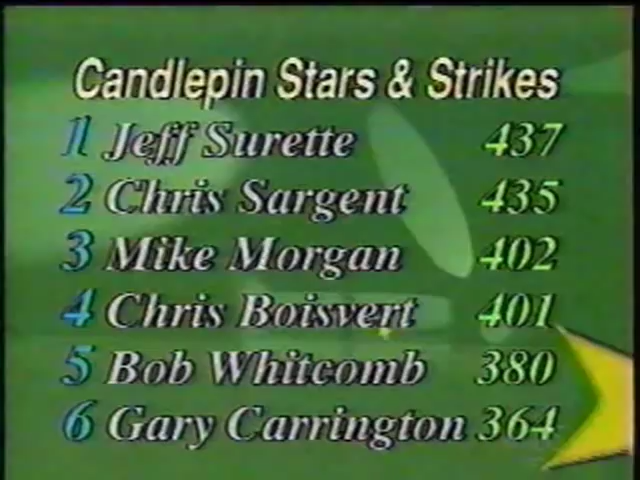 Candlepin Stars & Strikes
1 Jeff Surette 437
2 Chris Sargent 435
3 Mike Morgan 402
4 Chris Boisvert 401
5 Bob Whitcomb 380
6 Gary Carrington 364